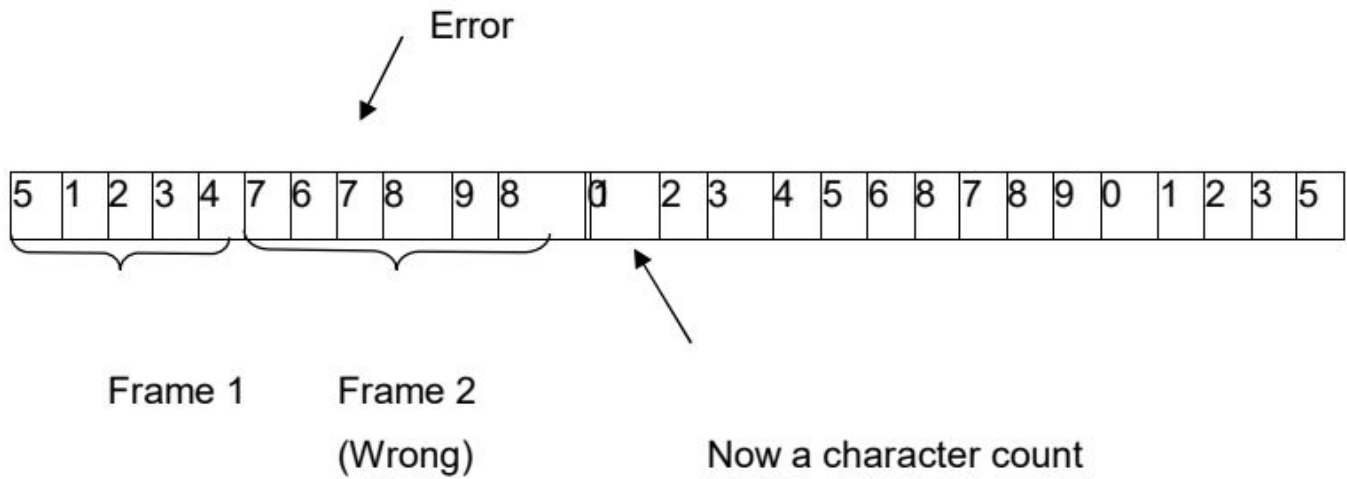 Error
5 1 2 3 4 7 6 7 8 9 8 0 1 2 3 4 5 6 8 7 8 9 0 1 2 3 5
Frame 1 Frame 2
(Wrong) Now a character count